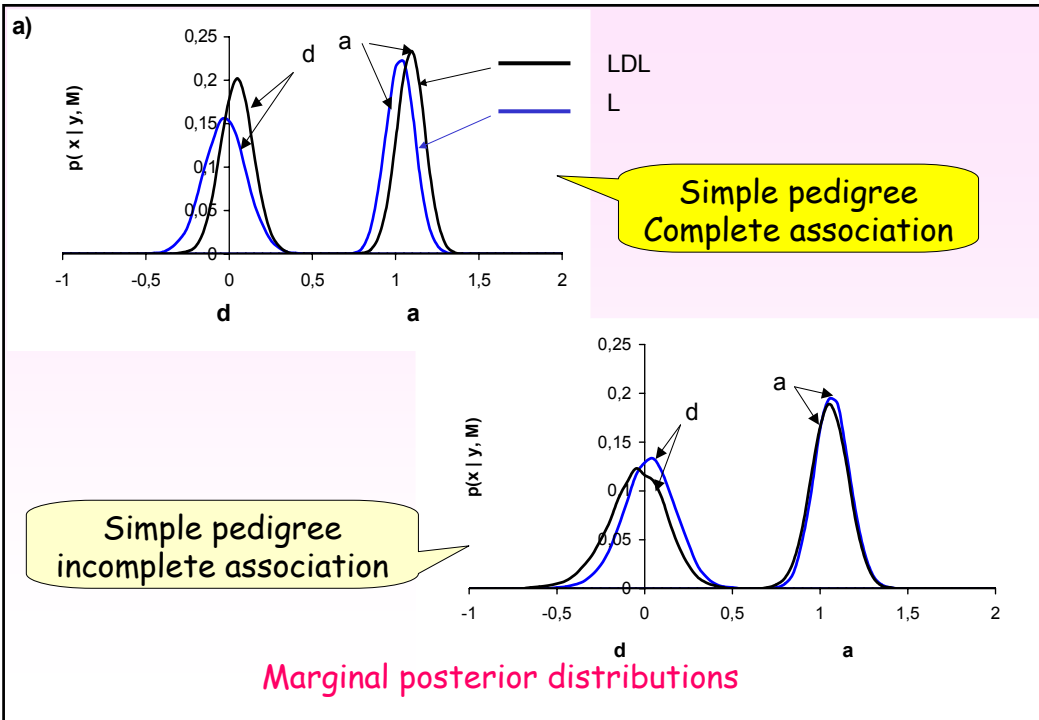 a)
0,25
0,2
0,15
0,1
0,05
0
p( x | y, M)
d
a
-1
-0,5
0
0,5
1
1,5
2
d
a
LDL
L
Simple pedigree
Complete association
0,25
0,2
0,15
0,1
0,05
0
p(x | y, M)
d
a
-1
-0,5
0
0,5
1
1,5
2
d
a
Simple pedigree
incomplete association
Marginal posterior distributions